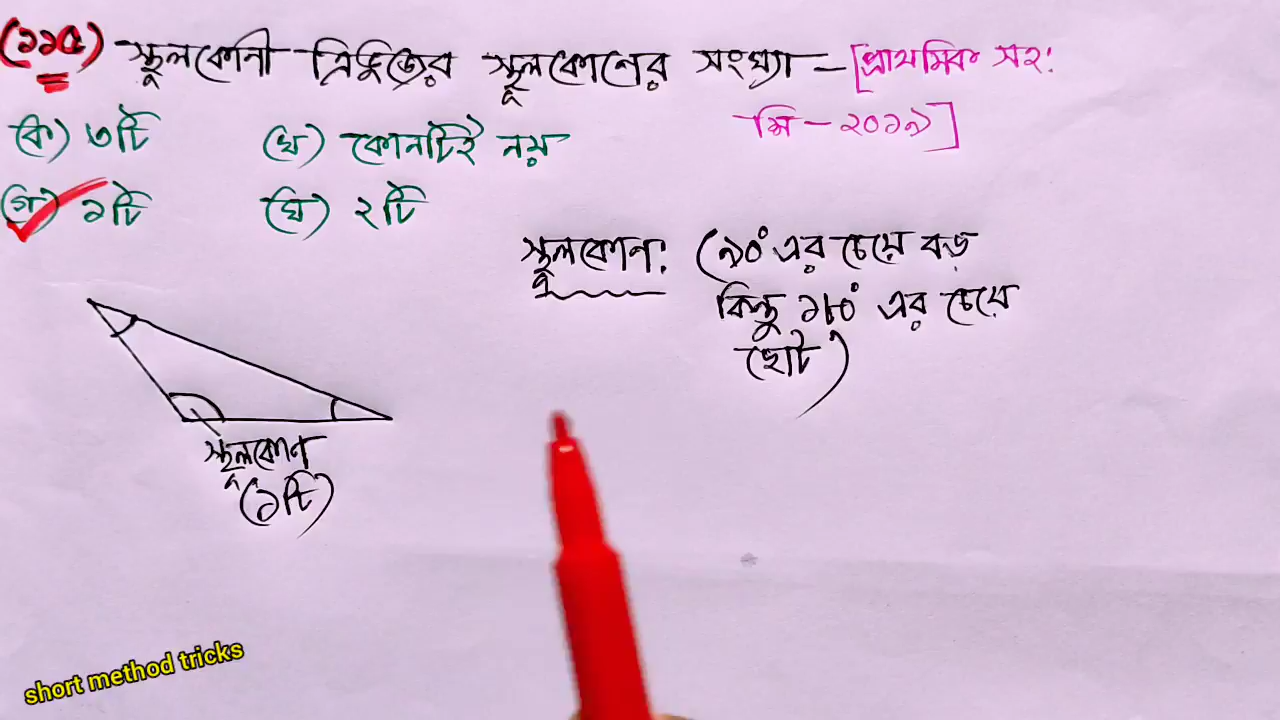 (১১৫) স্থূলকোনী ত্রিভুজের স্থূলকোনের সংখ্যা - [প্রাথমিক সহ:
শি - ২০১৯]
(ক) ৩টি (খ) কোনটিই নয়
(গ) ১টি (ঘ) ২টি
স্থূলকোণ: (৯০° এর চেয়ে বড়
কিন্তু ১৮০° এর চেয়ে
ছোট)
স্থূলকোণ
(১টি)
short method tricks